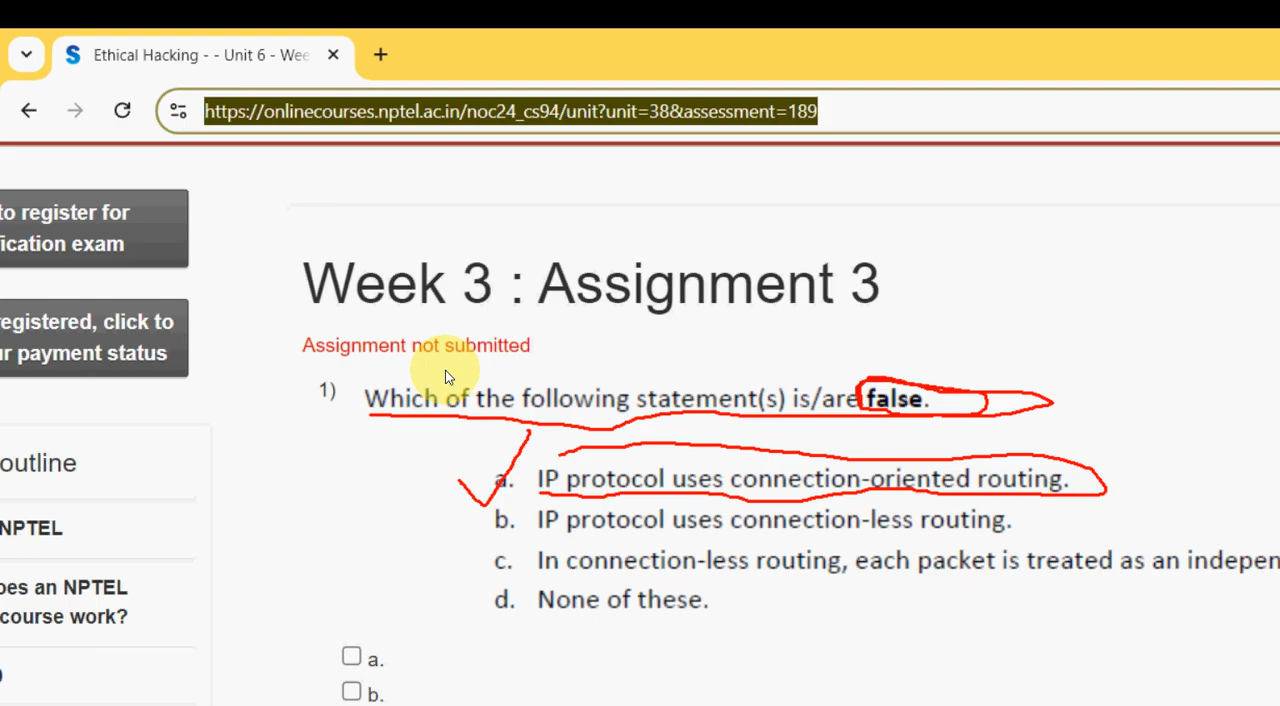 Ethical Hacking - - Unit 6 - Wee
https://onlinecourses.nptel.ac.in/noc24_cs94/unit?unit=38&assessment=189
to register for
ification exam
registered, click to
ur payment status
Week 3 : Assignment 3
Assignment not submitted
1) Which of the following statement(s) is/are false.
a. IP protocol uses connection-oriented routing.
b. IP protocol uses connection-less routing.
c. In connection-less routing, each packet is treated as an indepen
d. None of these.
a.
b.
outline
NPTEL
oes an NPTEL
course work?